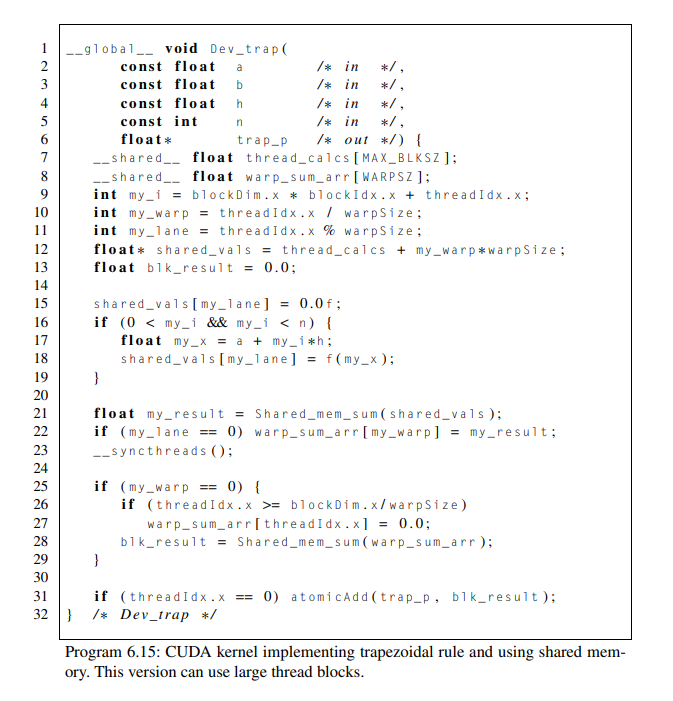 1 __global__ void Dev_trap(
2 const float a /* in */,
3 const float b /* in */,
4 const float h /* in */,
5 const int n /* in */,
6 float* trap_p /* out */) {
7 __shared__ float thread_calcs[MAX_BLKSZ];
8 __shared__ float warp_sum_arr[WARPSZ];
9 int my_i = blockDim.x * blockIdx.x + threadIdx.x;
10 int my_warp = threadIdx.x / warpSize;
11 int my_lane = threadIdx.x % warpSize;
12 float* shared_vals = thread_calcs + my_warp*warpSize;
13 float blk_result = 0.0;
14
15 shared_vals[my_lane] = 0.0f;
16 if (0 < my_i && my_i < n) {
17 float my_x = a + my_i*h;
18 shared_vals[my_lane] = f(my_x);
19 }
20
21 float my_result = Shared_mem_sum(shared_vals);
22 if (my_lane == 0) warp_sum_arr[my_warp] = my_result;
23 __syncthreads();
24
25 if (my_warp == 0) {
26 if (threadIdx.x >= blockDim.x/warpSize)
27 warp_sum_arr[threadIdx.x] = 0.0;
28 blk_result = Shared_mem_sum(warp_sum_arr);
29 }
30
31 if (threadIdx.x == 0) atomicAdd(trap_p, blk_result);
32 } /* Dev_trap */
Program 6.15: CUDA kernel implementing trapezoidal rule and using shared mem-
ory. This version can use large thread blocks.